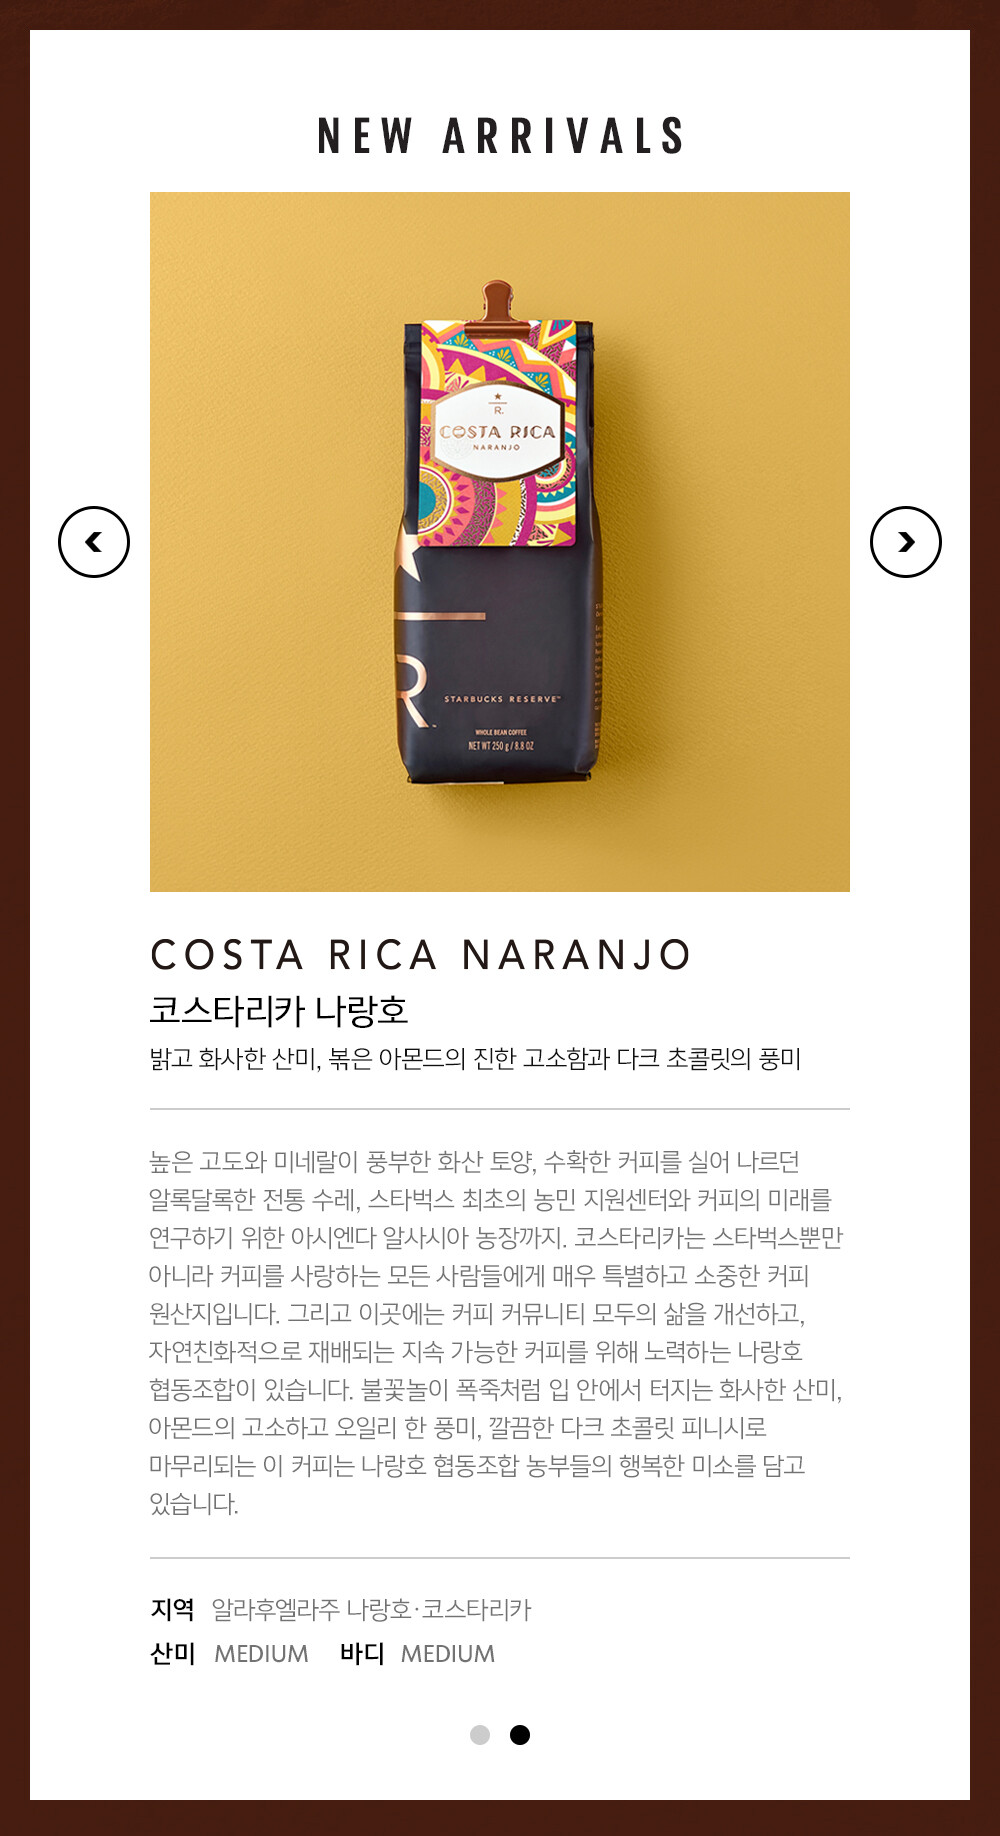 NEW ARRIVALS
R.
COSTA RICA
NARANJO
R
STARBUCKS RESERVE™
WHOLE BEAN COFFEE
NET WT 250 g / 8.8 OZ
COSTA RICA NARANJO
코스타리카 나랑호
밝고 화사한 산미, 볶은 아몬드의 진한 고소함과 다크 초콜릿의 풍미
높은 고도와 미네랄이 풍부한 화산 토양, 수확한 커피를 실어 나르던
알록달록한 전통 수레, 스타벅스 최초의 농민 지원센터와 커피의 미래를
연구하기 위한 아시엔다 알사시아 농장까지. 코스타리카는 스타벅스뿐만
아니라 커피를 사랑하는 모든 사람들에게 매우 특별하고 소중한 커피
원산지입니다. 그리고 이곳에는 커피 커뮤니티 모두의 삶을 개선하고,
자연친화적으로 재배되는 지속 가능한 커피를 위해 노력하는 나랑호
협동조합이 있습니다. 불꽃놀이 폭죽처럼 입 안에서 터지는 화사한 산미,
아몬드의 고소하고 오일리 한 풍미, 깔끔한 다크 초콜릿 피니시로
마무리되는 이 커피는 나랑호 협동조합 농부들의 행복한 미소를 담고
있습니다.
지역 알라후엘라주 나랑호·코스타리카
산미 MEDIUM 바디 MEDIUM